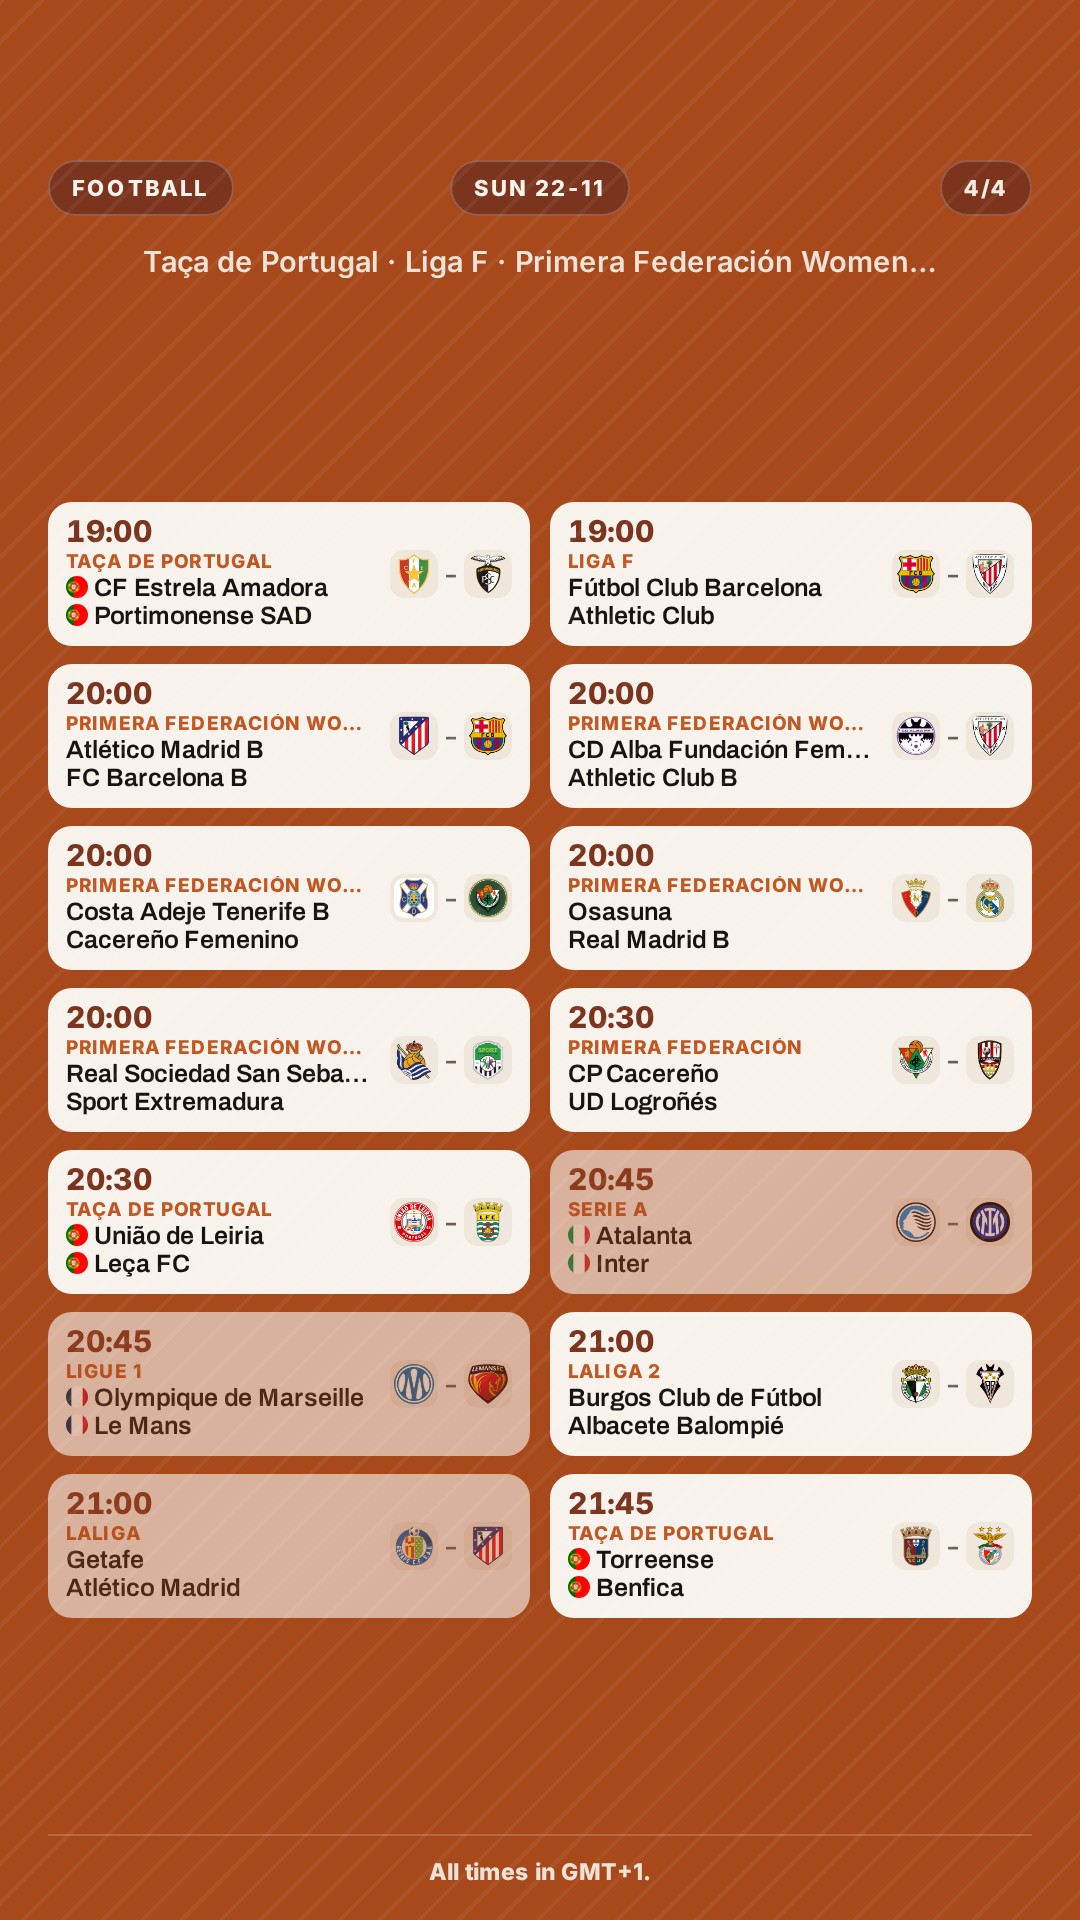 FOOTBALL
SUN 22-11
4/4
Taça de Portugal · Liga F · Primera Federación Women...
19:00
TAÇA DE PORTUGAL
CF Estrela Amadora
Portimonense SAD
19:00
LIGA F
Fútbol Club Barcelona
Athletic Club
20:00
PRIMERA FEDERACIÓN WO...
Atlético Madrid B
FC Barcelona B
20:00
PRIMERA FEDERACIÓN WO...
CD Alba Fundación Fem...
Athletic Club B
20:00
PRIMERA FEDERACIÓN WO...
Costa Adeje Tenerife B
Cacereño Femenino
20:00
PRIMERA FEDERACIÓN WO...
Osasuna
Real Madrid B
20:00
PRIMERA FEDERACIÓN WO...
Real Sociedad San Seba...
Sport Extremadura
20:30
PRIMERA FEDERACIÓN
CP Cacereño
UD Logroñés
20:30
TAÇA DE PORTUGAL
União de Leiria
Leça FC
20:45
SERIE A
Atalanta
Inter
20:45
LIGUE 1
Olympique de Marseille
Le Mans
21:00
LALIGA 2
Burgos Club de Fútbol
Albacete Balompié
21:00
LALIGA
Getafe
Atlético Madrid
21:45
TAÇA DE PORTUGAL
Torreense
Benfica
All times in GMT+1.